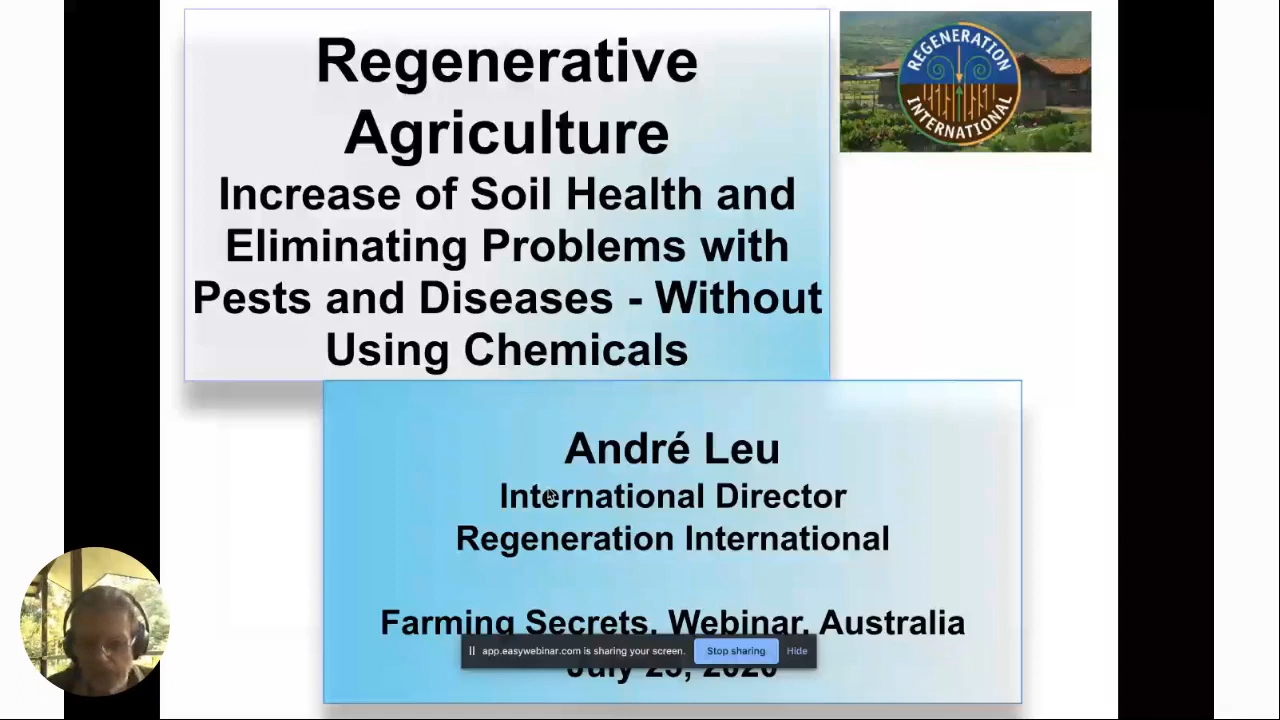 Regenerative
Agriculture
Increase of Soil Health and
Eliminating Problems with
Pests and Diseases - Without
Using Chemicals
REGENERATION
INTERNATIONAL
André Leu
International Director
Regeneration International
Farming Secrets, Webinar, Australia
app.easywebinar.com is sharing your screen.
Stop sharing
Hide
July